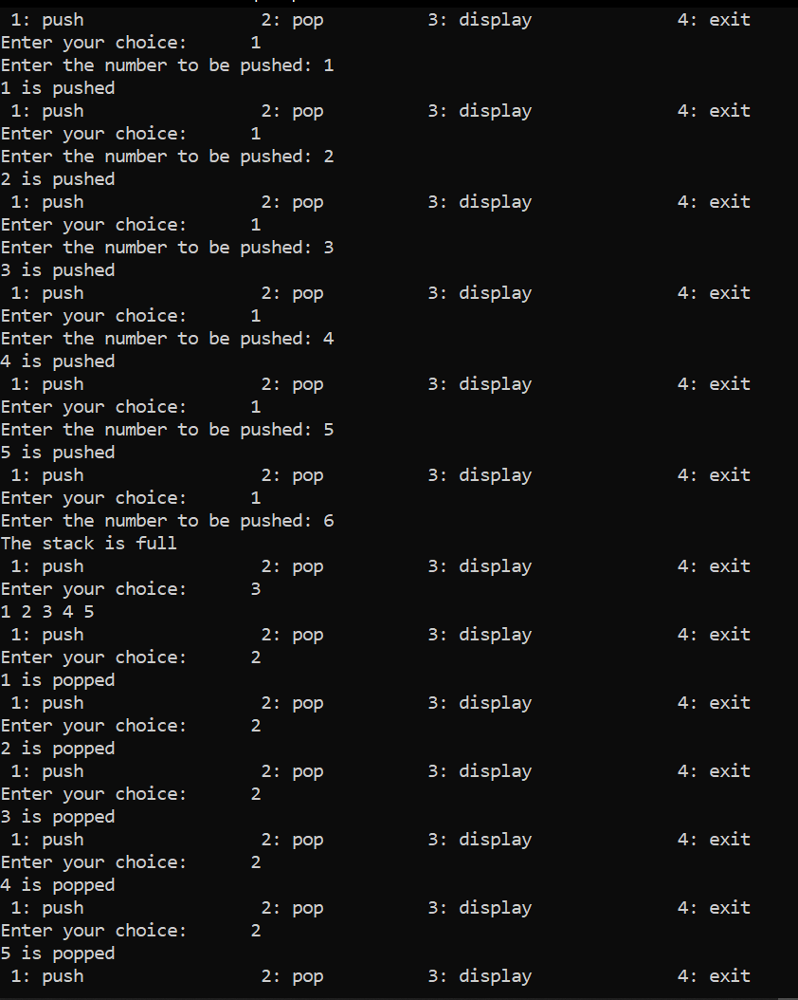 1: push 2: pop 3: display 4: exit
Enter your choice: 1
Enter the number to be pushed: 1
1 is pushed
1: push 2: pop 3: display 4: exit
Enter your choice: 1
Enter the number to be pushed: 2
2 is pushed
1: push 2: pop 3: display 4: exit
Enter your choice: 1
Enter the number to be pushed: 3
3 is pushed
1: push 2: pop 3: display 4: exit
Enter your choice: 1
Enter the number to be pushed: 4
4 is pushed
1: push 2: pop 3: display 4: exit
Enter your choice: 1
Enter the number to be pushed: 5
5 is pushed
1: push 2: pop 3: display 4: exit
Enter your choice: 1
Enter the number to be pushed: 6
The stack is full
1: push 2: pop 3: display 4: exit
Enter your choice: 3
1 2 3 4 5
1: push 2: pop 3: display 4: exit
Enter your choice: 2
1 is popped
1: push 2: pop 3: display 4: exit
Enter your choice: 2
2 is popped
1: push 2: pop 3: display 4: exit
Enter your choice: 2
3 is popped
1: push 2: pop 3: display 4: exit
Enter your choice: 2
4 is popped
1: push 2: pop 3: display 4: exit
Enter your choice: 2
5 is popped
1: push 2: pop 3: display 4: exit